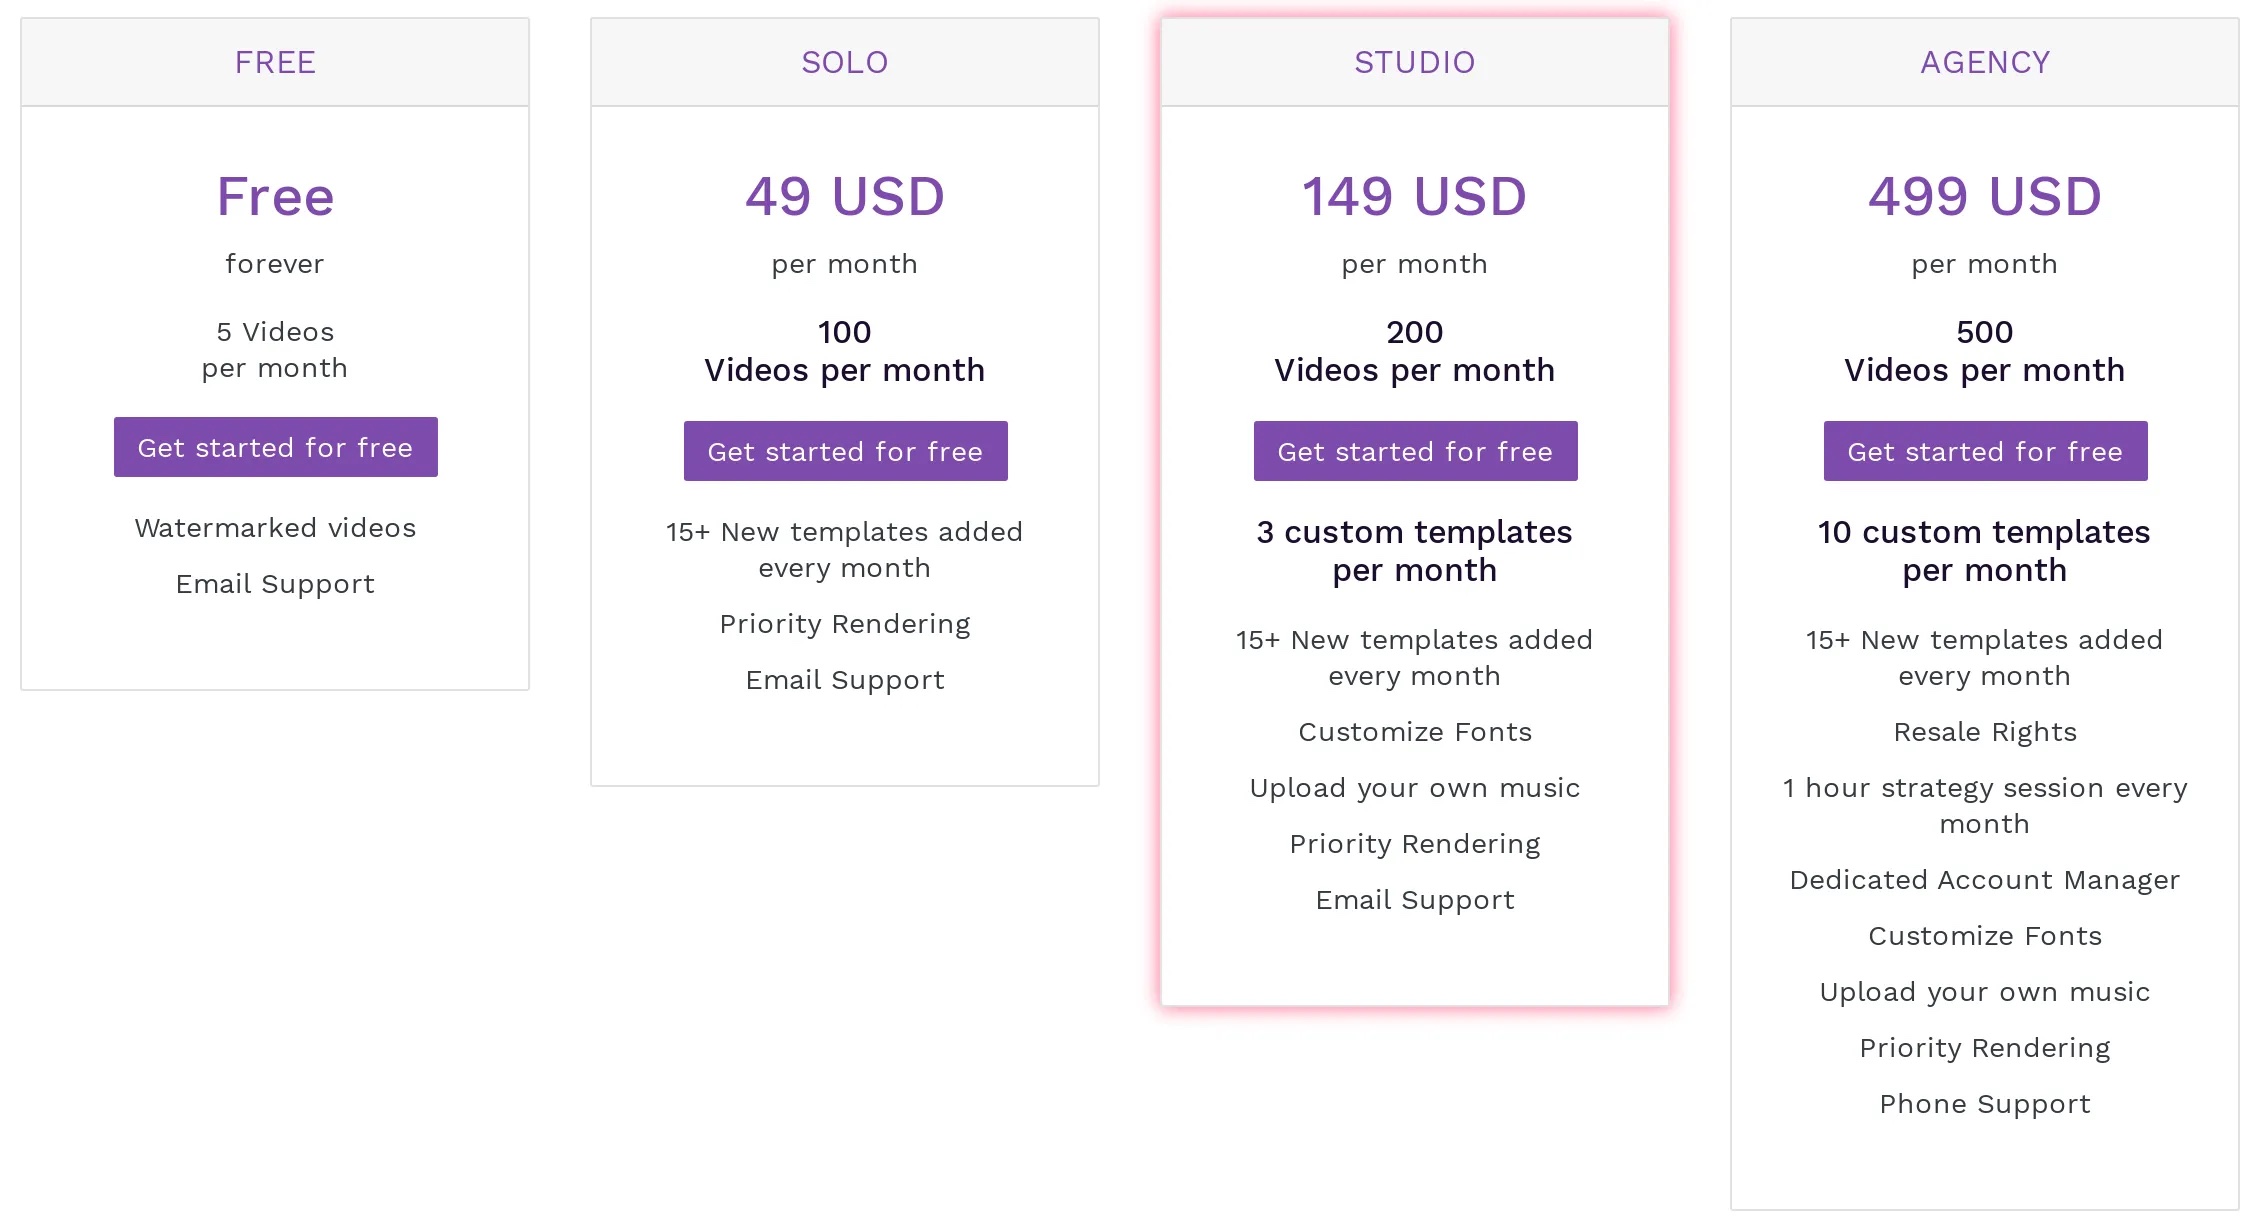 FREE
Free
forever
5 Videos
per month
Get started for free
Watermarked videos
Email Support
SOLO
49 USD
per month
100
Videos per month
Get started for free
15+ New templates added
every month
Priority Rendering
Email Support
STUDIO
149 USD
per month
200
Videos per month
Get started for free
3 custom templates
per month
15+ New templates added
every month
Customize Fonts
Upload your own music
Priority Rendering
Email Support
AGENCY
499 USD
per month
500
Videos per month
Get started for free
10 custom templates
per month
15+ New templates added
every month
Resale Rights
1 hour strategy session every
month
Dedicated Account Manager
Customize Fonts
Upload your own music
Priority Rendering
Phone Support